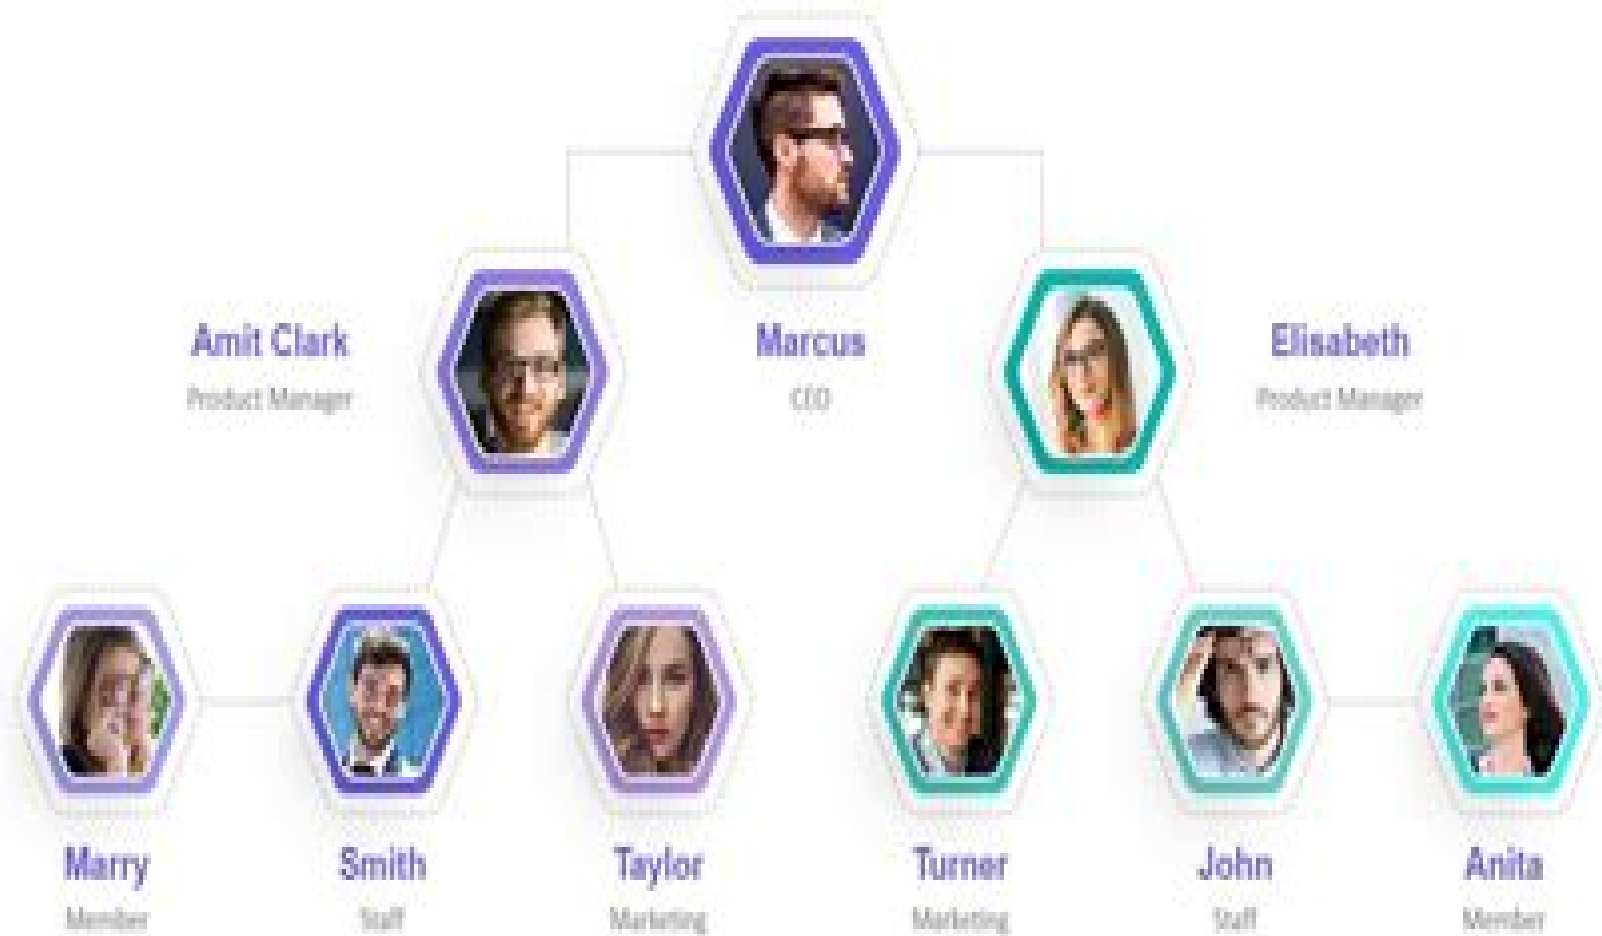 Amit Clark
Product Manager
Marcus
CEO
Elisabeth
Product Manager
Marry
Member
Smith
Staff
Taylor
Marketing
Turner
Marketing
John
Staff
Anita
Member